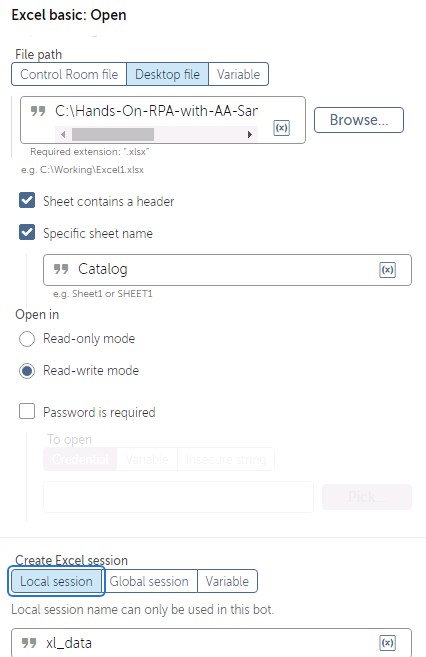 Excel basic: Open
File path
Control Room file Desktop file Variable
C:\Hands-On-RPA-with-AA-Sar
(x)
Browse...
Required extension: ".xlsx"
e.g. C:\Working\Excel1.xlsx
Sheet contains a header
Specific sheet name
Catalog (x)
e.g. Sheet1 or SHEET1
Open in
Read-only mode
Read-write mode
Password is required
To open
Credential Variable Insecure string
Pick...
Create Excel session
Local session Global session Variable
Local session name can only be used in this bot.
xl_data (x)